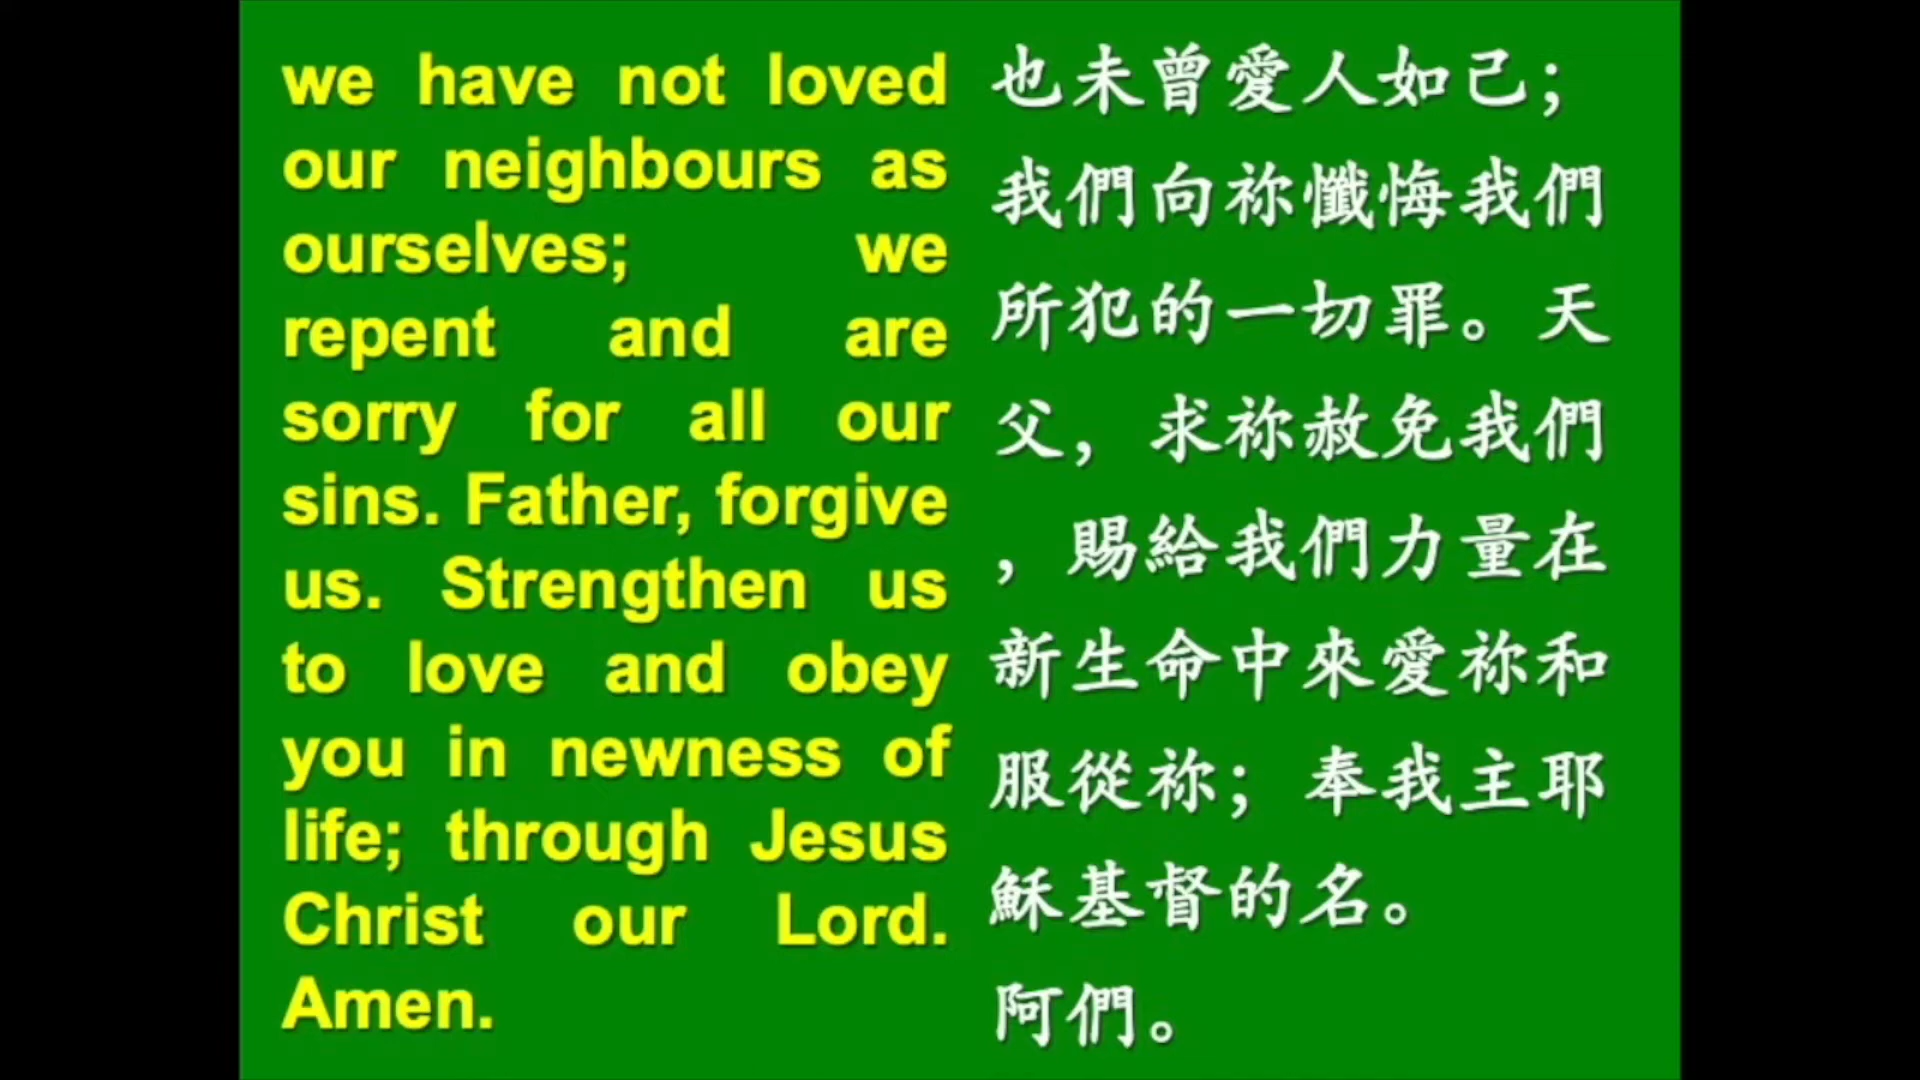 we have not loved
our neighbours as
ourselves; we
repent and are
sorry for all our
sins. Father, forgive
us. Strengthen us
to love and obey
you in newness of
life; through Jesus
Christ our Lord.
Amen.
也未曾愛人如己；
我們向祢懺悔我們
所犯的一切罪。天
父，求祢赦免我們
，賜給我們力量在
新生命中來愛祢和
服從祢；奉我主耶
穌基督的名。
阿們。